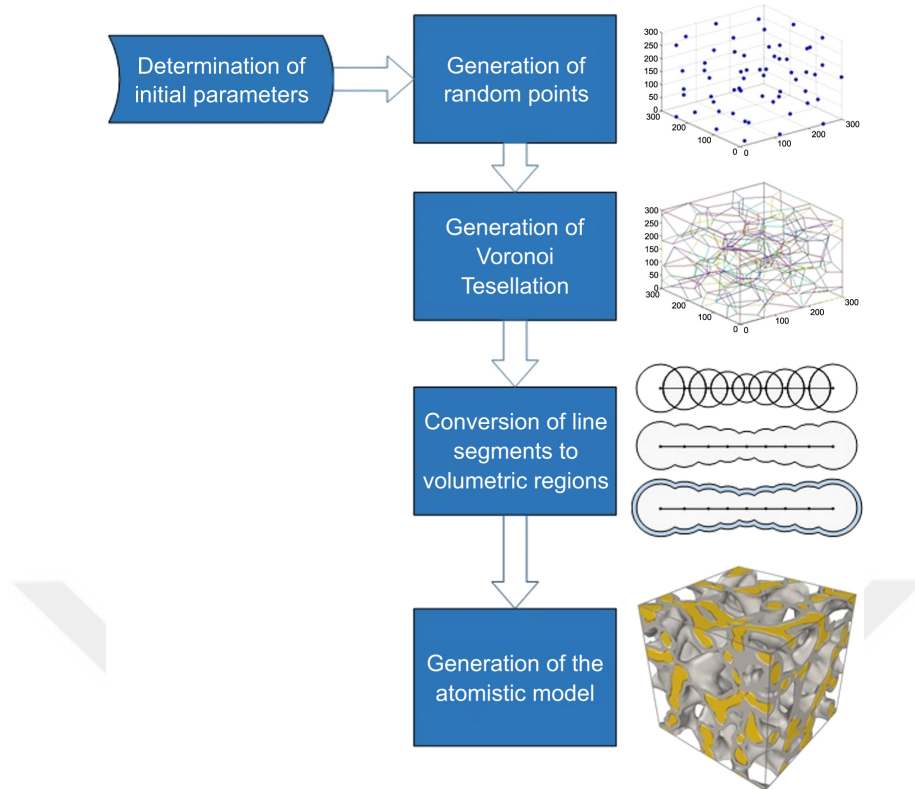 Determination of
initial parameters
Generation of
random points
300
250
200
150
100
50
0
300
200
100
0
0
100
200
300
Generation of
Voronoi
Tesellation
300
250
200
150
100
50
0
300
200
100
0
0
100
200
300
Conversion of line
segments to
volumetric regions
Generation of the
atomistic model